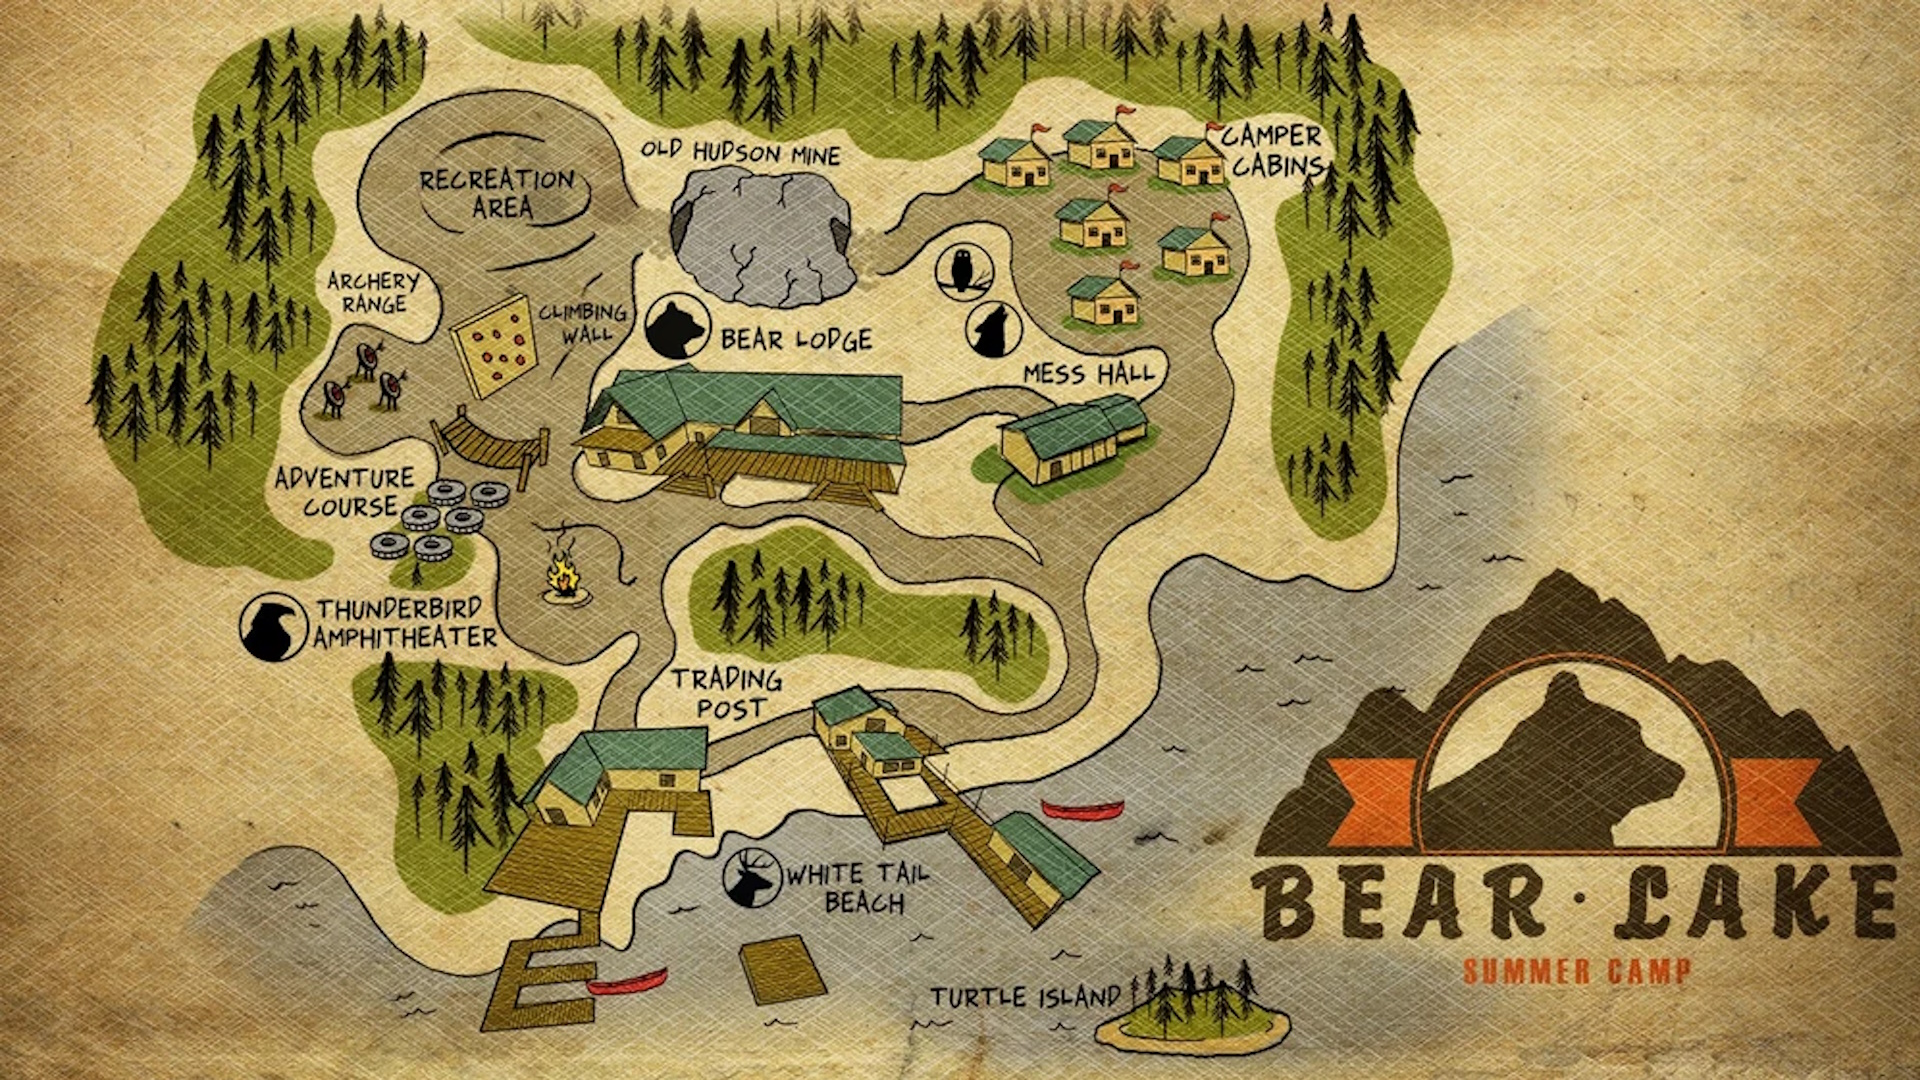 OLD HUDSON MINE
CAMPER
CABINS
RECREATION
AREA
ARCHERY
RANGE
CLIMBING
WALL
BEAR LODGE
MESS HALL
ADVENTURE
COURSE
THUNDERBIRD
AMPHITHEATER
TRADING
POST
WHITE TAIL
BEACH
TURTLE ISLAND
BEAR · LAKE
SUMMER CAMP